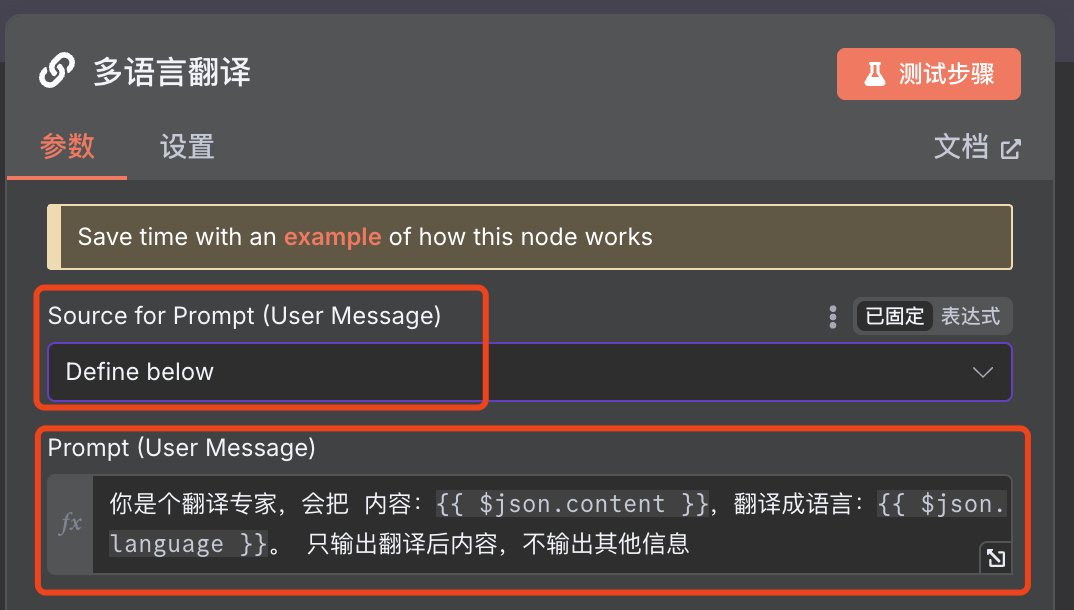 多语言翻译
测试步骤
参数 设置 文档
Save time with an example of how this node works
Source for Prompt (User Message)
已固定 表达式
Define below
Prompt (User Message)
fx
你是个翻译专家，会把 内容：{{ $json.content }}，翻译成语言：{{ $json.
language }}。 只输出翻译后内容，不输出其他信息